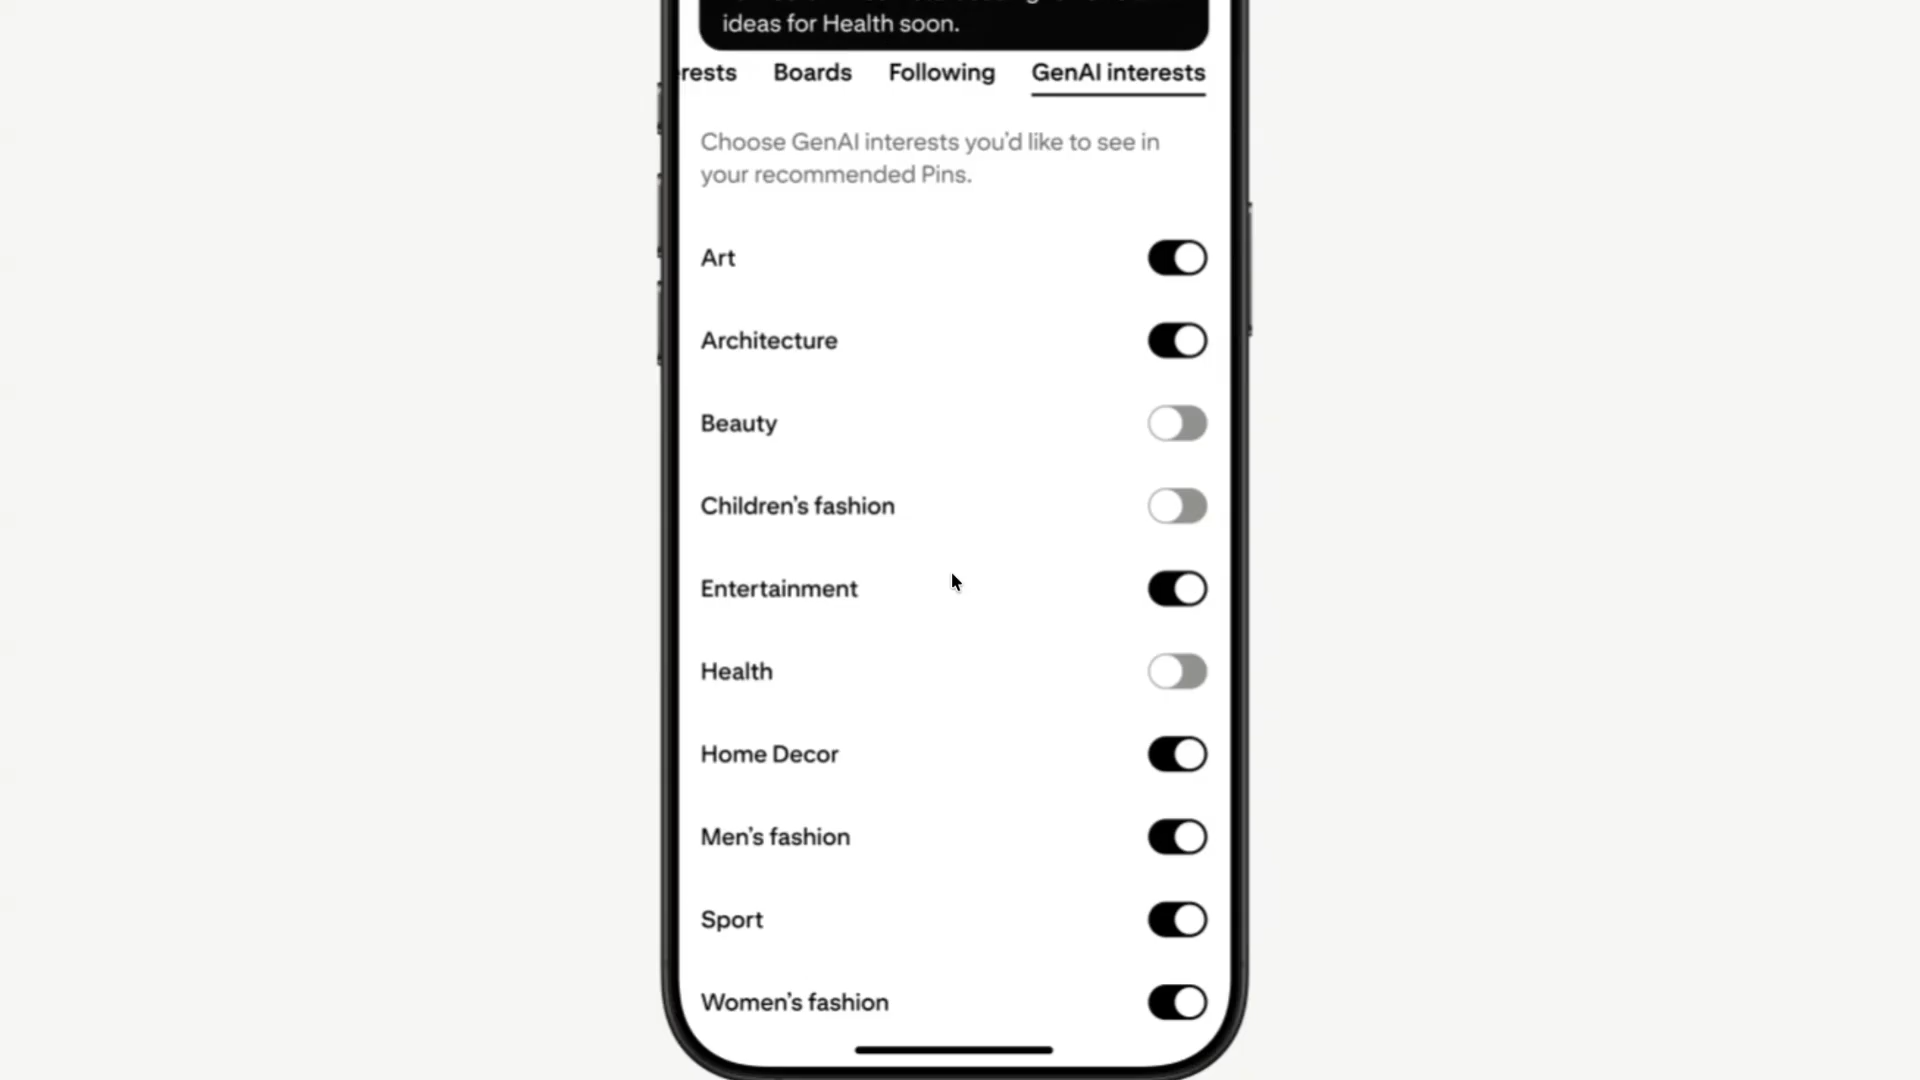 ideas for Health soon.
rests Boards Following GenAI interests
Choose GenAI interests you'd like to see in
your recommended Pins.
Art
Architecture
Beauty
Children's fashion
Entertainment
Health
Home Decor
Men's fashion
Sport
Women's fashion